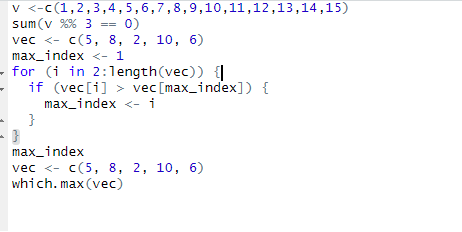 v <-c(1,2,3,4,5,6,7,8,9,10,11,12,13,14,15)
sum(v %% 3 == 0)
vec <- c(5, 8, 2, 10, 6)
max_index <- 1
for (i in 2:length(vec)) {
  if (vec[i] > vec[max_index]) {
    max_index <- i
  }
}
max_index
vec <- c(5, 8, 2, 10, 6)
which.max(vec)